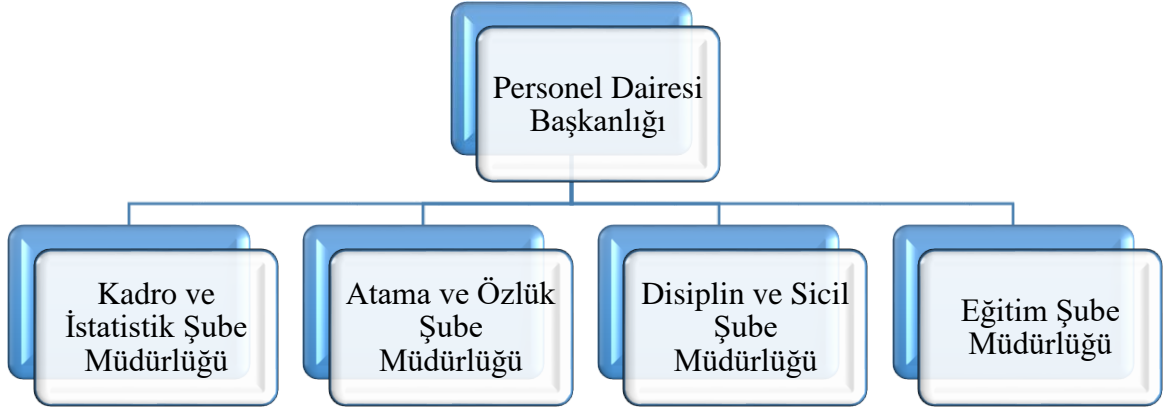 Personel Dairesi
Başkanlığı
Kadro ve
İstatistik Şube
Müdürlüğü
Atama ve Özlük
Şube
Müdürlüğü
Disiplin ve Sicil
Şube
Müdürlüğü
Eğitim Şube
Müdürlüğü